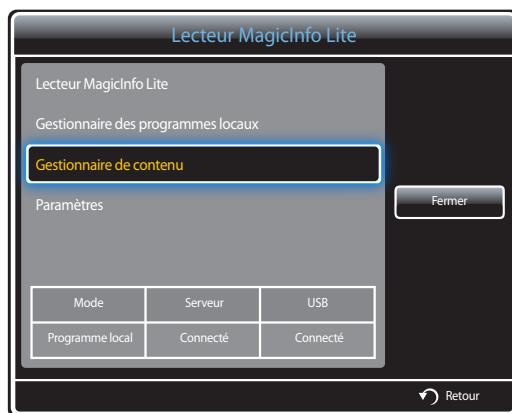 Lecteur MagicInfo Lite
Lecteur MagicInfo Lite
Gestionnaire des programmes locaux
Gestionnaire de contenu
Paramètres
Fermer
Mode Serveur USB
Programme local Connecté Connecté
Retour